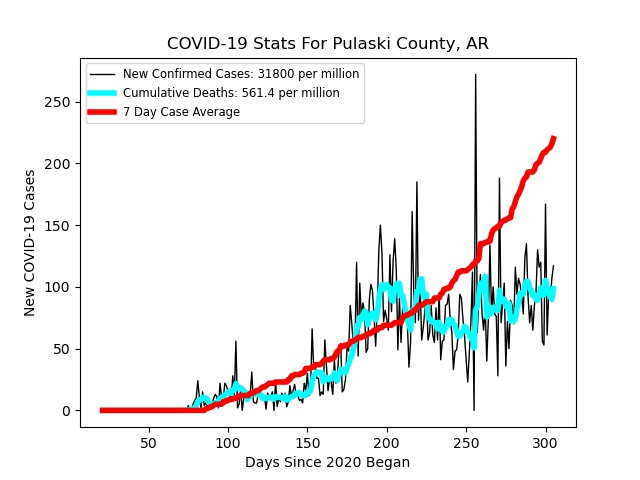 COVID-19 Stats For Pulaski County, AR
New Confirmed Cases: 31800 per million
Cumulative Deaths: 561.4 per million
7 Day Case Average
New COVID-19 Cases
250
200
150
100
50
0
50 100 150 200 250 300
Days Since 2020 Began